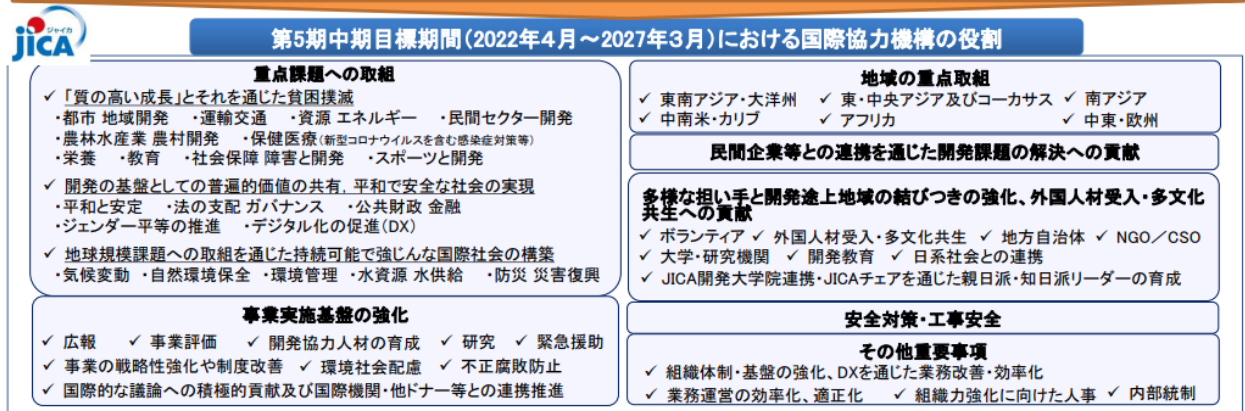 ジャイカ
JICA
第5期中期目標期間(2022年4月～2027年3月)における国際協力機構の役割
重点課題への取組
✓ 「質の高い成長」とそれを通じた貧困撲滅
・都市 地域開発 ・運輸交通 ・資源 エネルギー ・民間セクター開発
・農林水産業 農村開発 ・保健医療(新型コロナウイルスを含む感染症対策等)
・栄養 ・教育 ・社会保障 障害と開発 ・スポーツと開発
✓ 開発の基盤としての普遍的価値の共有, 平和で安全な社会の実現
・平和と安定 ・法の支配 ガバナンス ・公共財政 金融
・ジェンダー平等の推進 ・デジタル化の促進(DX)
✓ 地球規模課題への取組を通じた持続可能で強じんな国際社会の構築
・気候変動 ・自然環境保全 ・環境管理 ・水資源 水供給 ・防災 災害復興
事業実施基盤の強化
✓ 広報 ✓ 事業評価 ✓ 開発協力人材の育成 ✓ 研究 ✓ 緊急援助
✓ 事業の戦略性強化や制度改善 ✓ 環境社会配慮 ✓ 不正腐敗防止
✓ 国際的な議論への積極的貢献及び国際機関・他ドナー等との連携推進
地域の重点取組
✓ 東南アジア・大洋州 ✓ 東・中央アジア及びコーカサス ✓ 南アジア
✓ 中南米・カリブ ✓ アフリカ ✓ 中東・欧州
民間企業等との連携を通じた開発課題の解決への貢献
多様な担い手と開発途上地域の結びつきの強化、外国人材受入・多文化
共生への貢献
✓ ボランティア ✓ 外国人材受入・多文化共生 ✓ 地方自治体 ✓ NGO／CSO
✓ 大学・研究機関 ✓ 開発教育 ✓ 日系社会との連携
✓ JICA開発大学院連携・JICAチェアを通じた親日派・知日派リーダーの育成
安全対策・工事安全
その他重要事項
✓ 組織体制・基盤の強化、DXを通じた業務改善・効率化
✓ 業務運営の効率化、適正化 ✓ 組織力強化に向けた人事 ✓ 内部統制